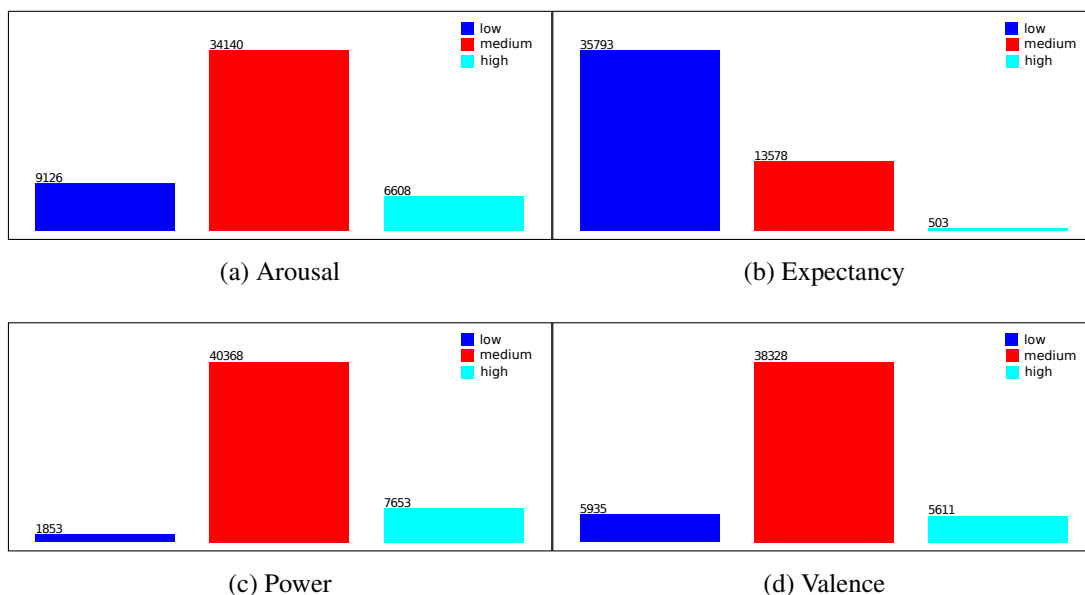 low
medium
high
34140
9126
6608
(a) Arousal
low
medium
high
35793
13578
503
(b) Expectancy
low
medium
high
40368
7653
1853
(c) Power
low
medium
high
38328
5935
5611
(d) Valence